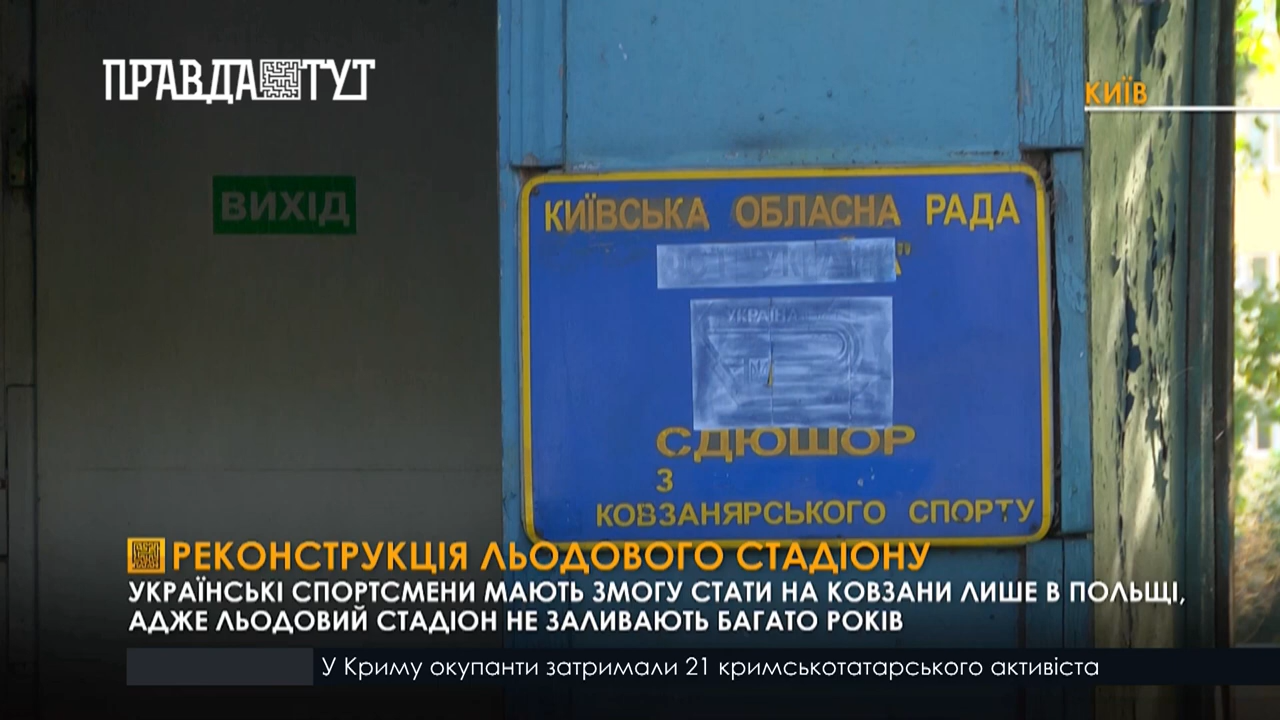 ПРАВДА ТУТ
КИЇВ
ВИХІД
КИЇВСЬКА ОБЛАСНА РАДА
УКРАЇНА
СДЮШОР
З
КОВЗАНЯРСЬКОГО СПОРТУ
РЕКОНСТРУКЦІЯ ЛЬОДОВОГО СТАДІОНУ
УКРАЇНСЬКІ СПОРТСМЕНИ МАЮТЬ ЗМОГУ СТАТИ НА КОВЗАНИ ЛИШЕ В ПОЛЬЩІ,
АДЖЕ ЛЬОДОВИЙ СТАДІОН НЕ ЗАЛИВАЮТЬ БАГАТО РОКІВ
У Криму окупанти затримали 21 кримськотатарського активіста